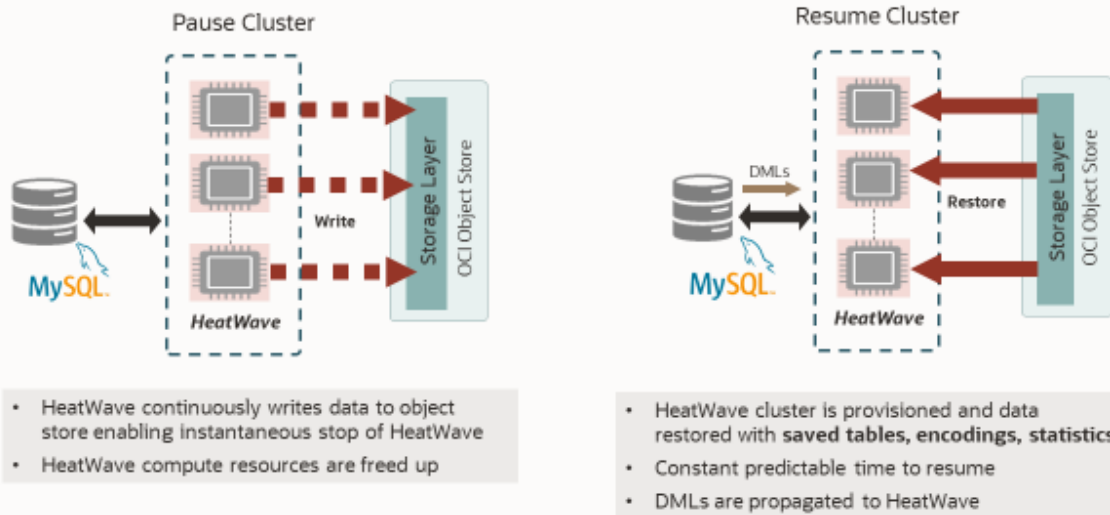 Pause Cluster
Write
Storage Layer
OCI Object Store
MySQL™
HeatWave
• HeatWave continuously writes data to object
store enabling instantaneous stop of HeatWave
• HeatWave compute resources are freed up
Resume Cluster
DMLs
Restore
Storage Layer
OCI Object Store
MySQL™
HeatWave
• HeatWave cluster is provisioned and data
restored with saved tables, encodings, statistics
• Constant predictable time to resume
• DMLs are propagated to HeatWave